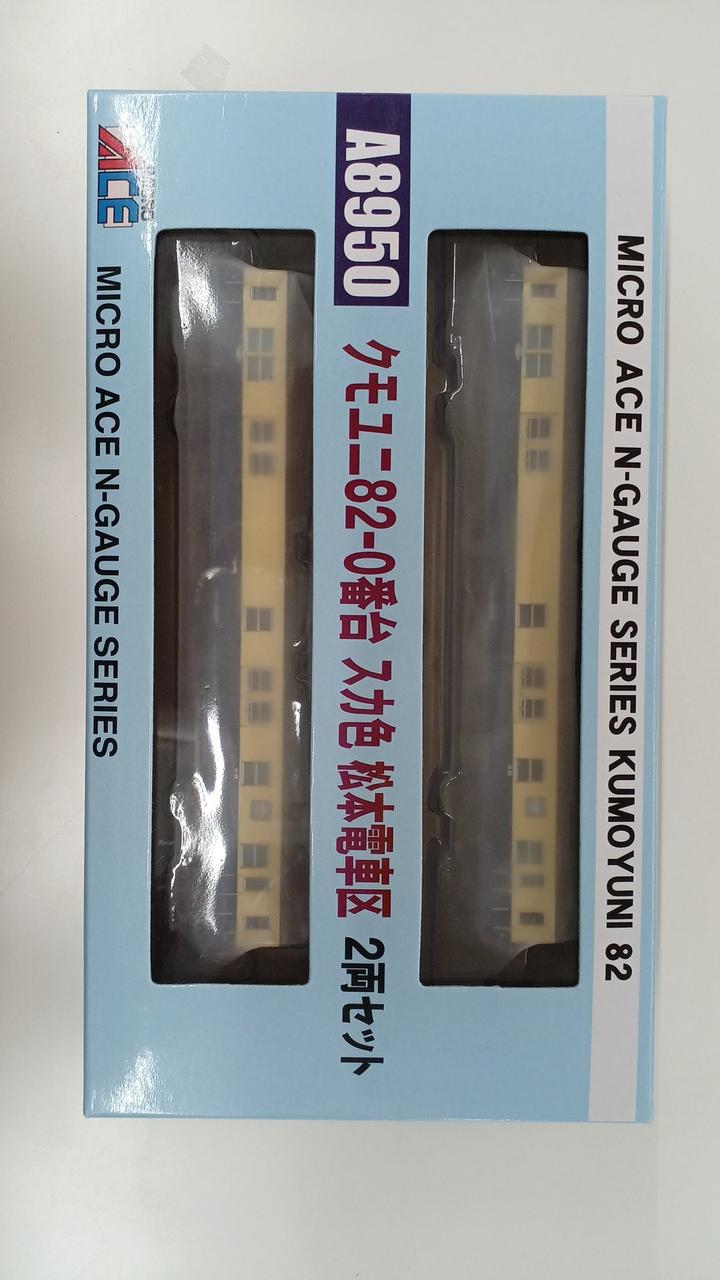 MICRO ACE N-GAUGE SERIES KUMOYUNI 82
A8950 クモユニ82-0番台 スカ色 松本電車区 2両セット
MICRO ACE
MICRO ACE N-GAUGE SERIES